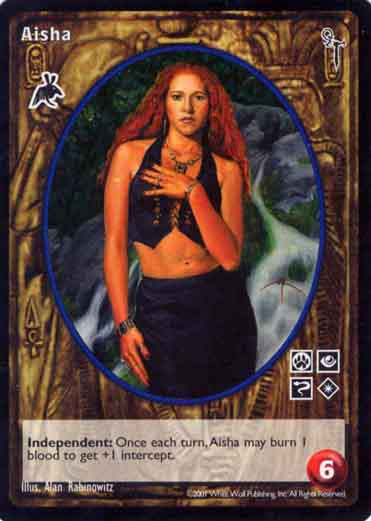 Aisha
Independent: Once each turn, Aisha may burn 1
blood to get +1 intercept.
6
Illus. Alan Rabinowitz
©2001 White Wolf Publishing, Inc. All Rights Reserved.